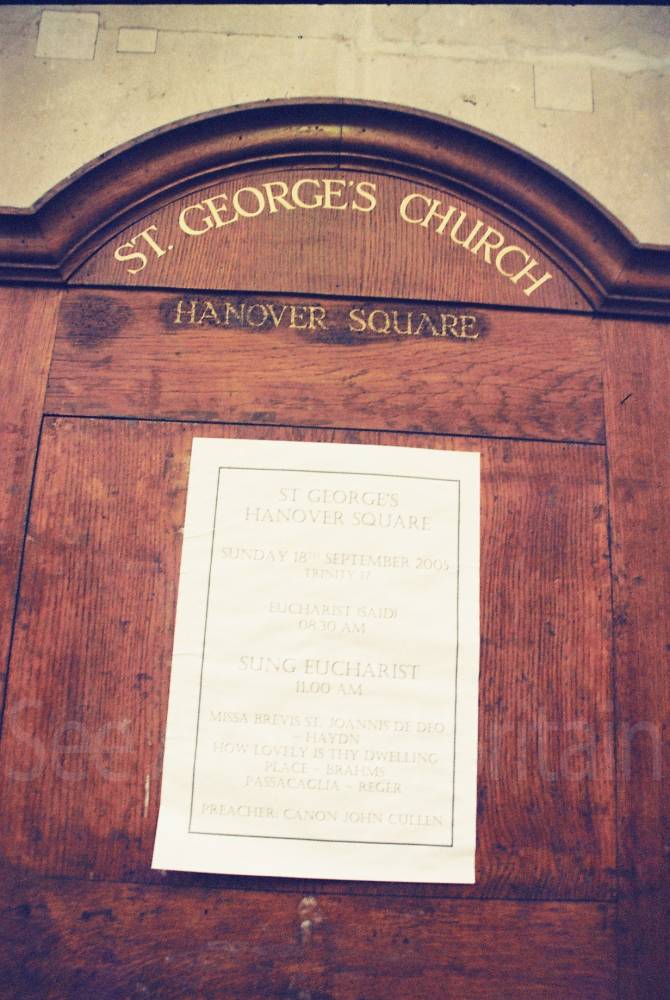 ST. GEORGE'S CHURCH
HANOVER SQUARE
ST GEORGE'S
HANOVER SQUARE
SUNDAY 18TH SEPTEMBER 2005
TRINITY 17
EUCHARIST (SAID)
08.30 AM
SUNG EUCHARIST
11.00 AM
MISSA BREVIS ST. JOANNIS DE DEO
– HAYDN
HOW LOVELY IS THY DWELLING
PLACE – BRAHMS
PASSACAGLIA – REGER
PREACHER: CANON JOHN CULLEN
See